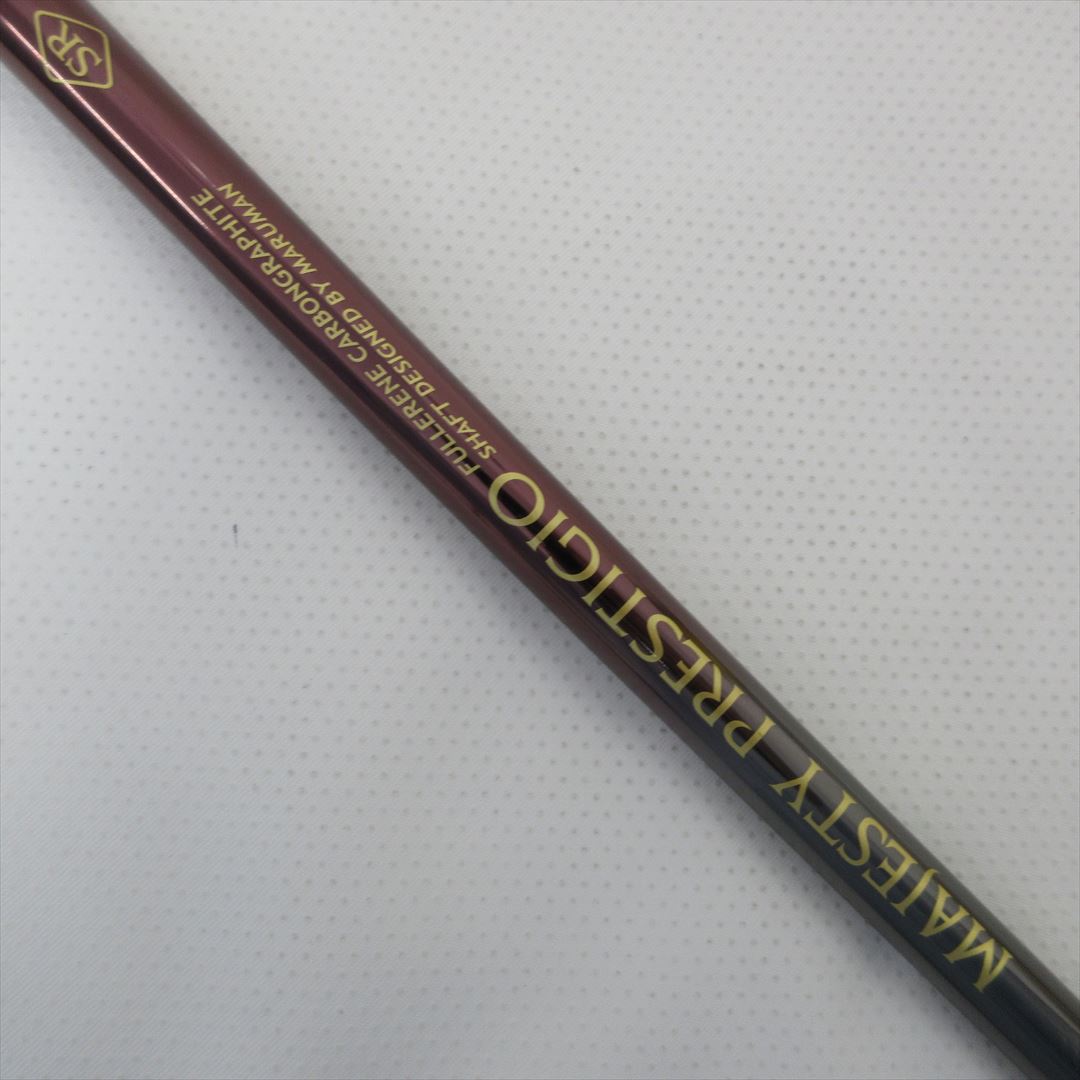 MAJESTY PRESTIGIO
FULLERENE CARBONGRAPHITE
SHAFT DESIGNED BY MARUMAN
SR